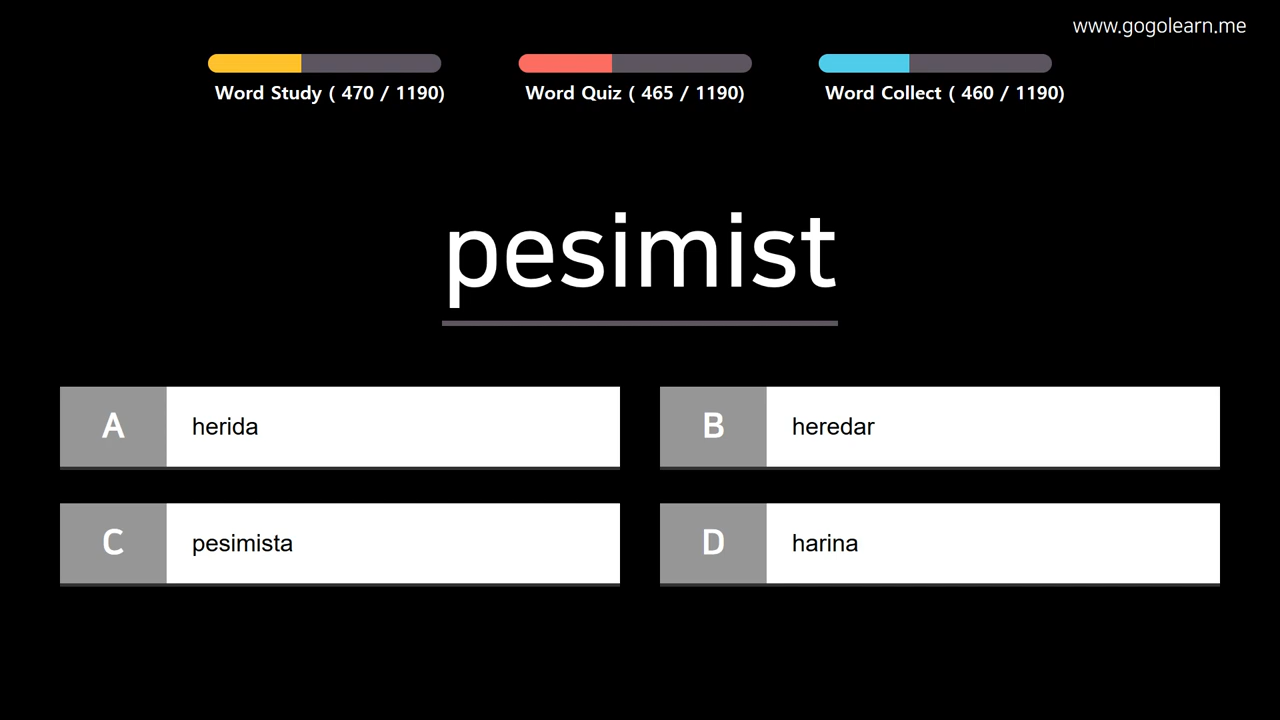 www.gogolearn.me
Word Study ( 470 / 1190)
Word Quiz ( 465 / 1190)
Word Collect ( 460 / 1190)
pesimist
A herida
B heredar
C pesimista
D harina